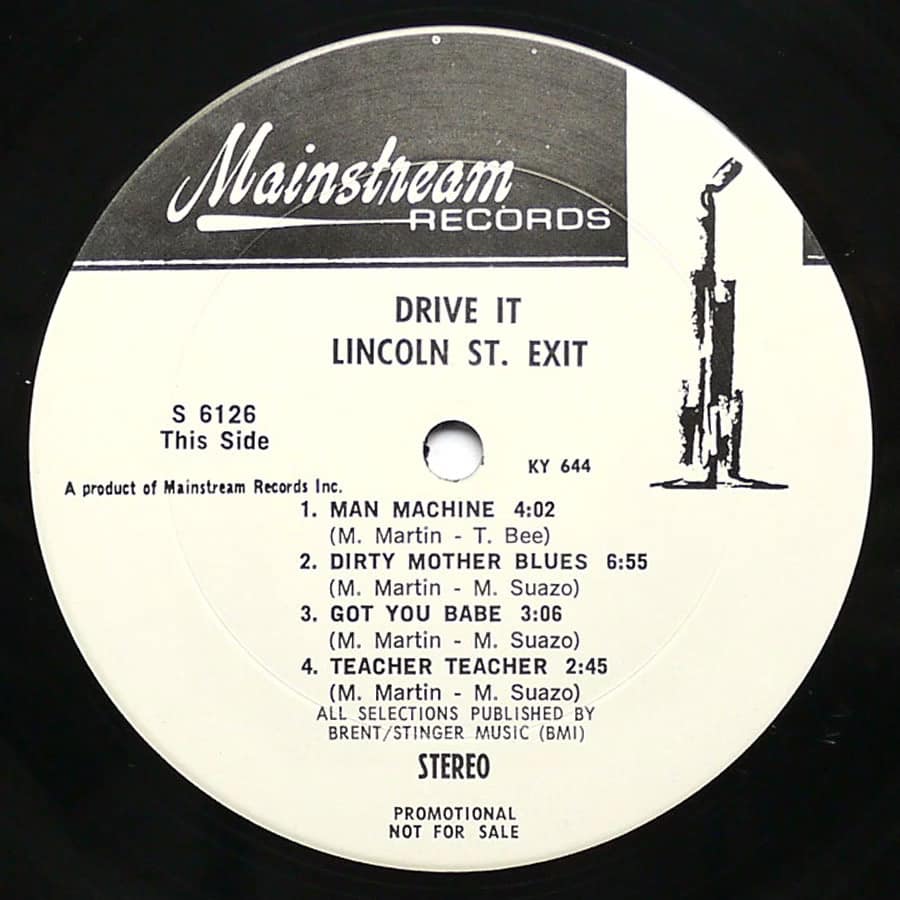 Mainstream
RECORDS
DRIVE IT
LINCOLN ST. EXIT
S 6126
This Side
KY 644
A product of Mainstream Records Inc.
1. MAN MACHINE 4:02
(M. Martin - T. Bee)
2. DIRTY MOTHER BLUES 6:55
(M. Martin - M. Suazo)
3. GOT YOU BABE 3:06
(M. Martin - M. Suazo)
4. TEACHER TEACHER 2:45
(M. Martin - M. Suazo)
ALL SELECTIONS PUBLISHED BY
BRENT/STINGER MUSIC (BMI)
STEREO
PROMOTIONAL
NOT FOR SALE